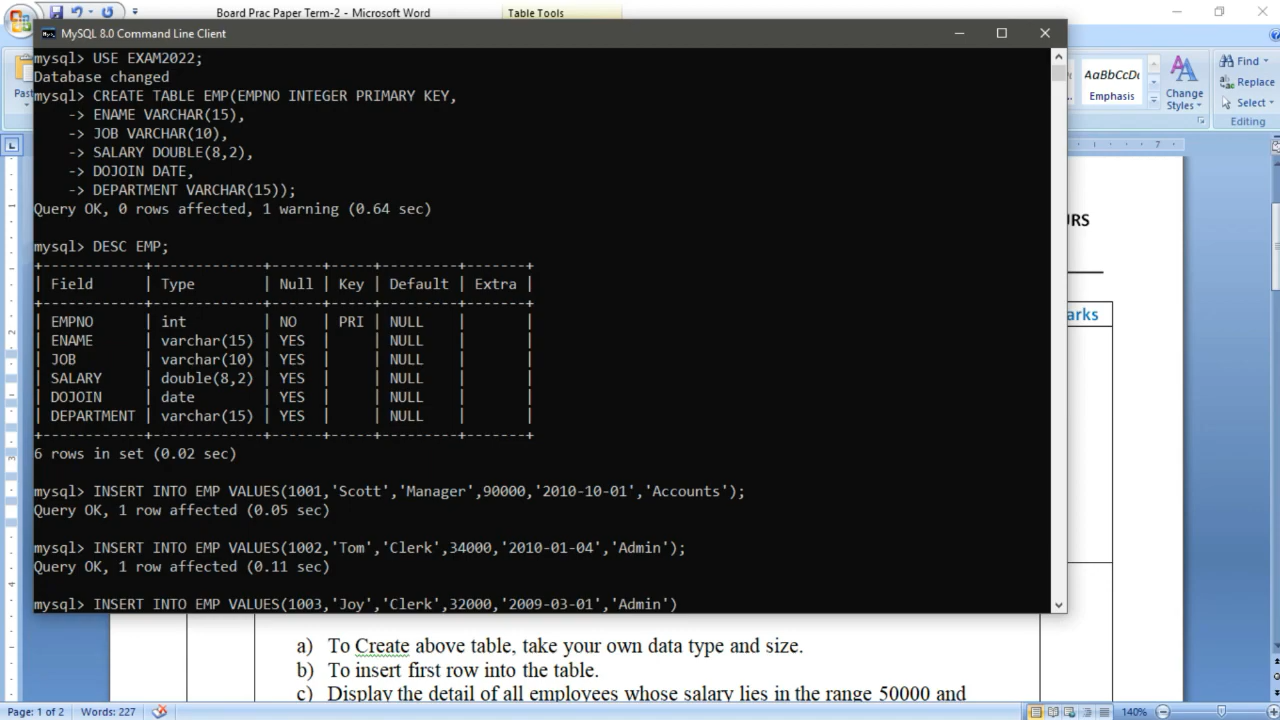 Board Prac Paper Term-2 - Microsoft Word
Table Tools
MySQL 8.0 Command Line Client
mysql> USE EXAM2022;
Database changed
mysql> CREATE TABLE EMP(EMPNO INTEGER PRIMARY KEY,
-> ENAME VARCHAR(15),
-> JOB VARCHAR(10),
-> SALARY DOUBLE(8,2),
-> DOJOIN DATE,
-> DEPARTMENT VARCHAR(15));
Query OK, 0 rows affected, 1 warning (0.64 sec)
mysql> DESC EMP;
+------------+-------------+------+-----+---------+-------+
| Field | Type | Null | Key | Default | Extra |
+------------+-------------+------+-----+---------+-------+
| EMPNO | int | NO | PRI | NULL | |
| ENAME | varchar(15) | YES | | NULL | |
| JOB | varchar(10) | YES | | NULL | |
| SALARY | double(8,2) | YES | | NULL | |
| DOJOIN | date | YES | | NULL | |
| DEPARTMENT | varchar(15) | YES | | NULL | |
+------------+-------------+------+-----+---------+-------+
6 rows in set (0.02 sec)
mysql> INSERT INTO EMP VALUES(1001,'Scott','Manager',90000,'2010-10-01','Accounts');
Query OK, 1 row affected (0.05 sec)
mysql> INSERT INTO EMP VALUES(1002,'Tom','Clerk',34000,'2010-01-04','Admin');
Query OK, 1 row affected (0.11 sec)
mysql> INSERT INTO EMP VALUES(1003,'Joy','Clerk',32000,'2009-03-01','Admin')
Past
AaBbCcDı
Emphasis
Change
Styles
Find
Replace
Select
Editing
7
URS
arks
1
2
3
4
a) To Create above table, take your own data type and size.
b) To insert first row into the table.
c) Display the detail of all employees whose salary lies in the range 50000 and
Page: 1 of 2
Words: 227
140%